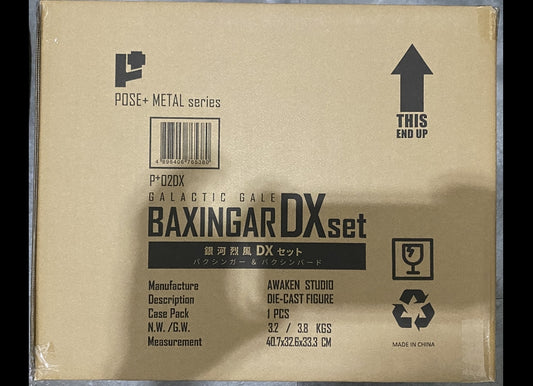 P+
POSE+ METAL series
4 896406 765380
P+02DX
GALACTIC GALE
BAXINGAR DX set
銀河烈風 DX セット
バクシンガー & バクシンバード
THIS
END UP
Manufacture AWAKEN STUDIO
Description DIE-CAST FIGURE
Case Pack 1 PCS
N.W. /G.W. 3.2 / 3.8 KGS
Measurement 40.7x32.6x33.3 CM
MADE IN CHINA